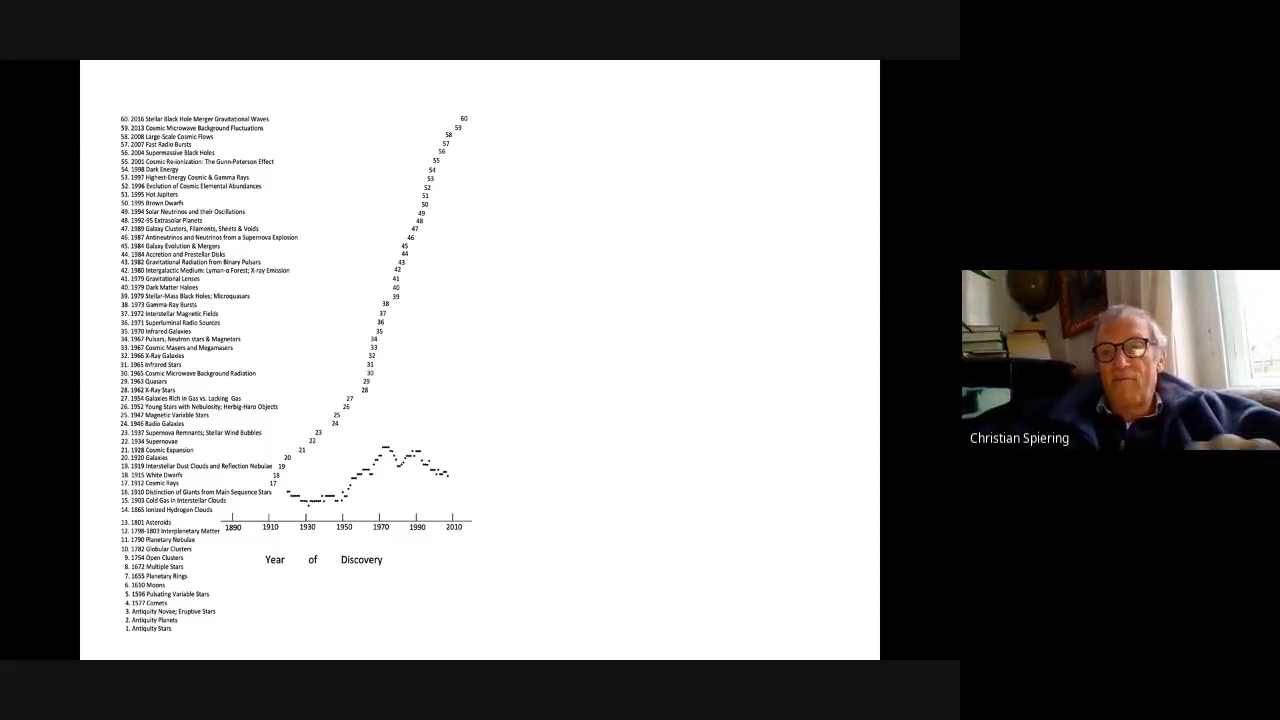 60. 2016 Stellar Black Hole Merger Gravitational Waves 60
59. 2013 Cosmic Microwave Background Fluctuations 59
58. 2008 Large-Scale Cosmic Flows 58
57. 2007 Fast Radio Bursts 57
56. 2004 Supermassive Black Holes 56
55. 2001 Cosmic Re-ionization: The Gunn-Peterson Effect 55
54. 1998 Dark Energy 54
53. 1997 Highest-Energy Cosmic & Gamma Rays 53
52. 1996 Evolution of Cosmic Elemental Abundances 52
51. 1995 Hot Jupiters 51
50. 1995 Brown Dwarfs 50
49. 1994 Solar Neutrinos and their Oscillations 49
48. 1992-95 Extrasolar Planets 48
47. 1989 Galaxy Clusters, Filaments, Sheets & Voids 47
46. 1987 Antineutrinos and Neutrinos from a Supernova Explosion 46
45. 1984 Galaxy Evolution & Mergers 45
44. 1984 Accretion and Prestellar Disks 44
43. 1982 Gravitational Radiation from Binary Pulsars 43
42. 1980 Intergalactic Medium: Lyman-α Forest; X-ray Emission 42
41. 1979 Gravitational Lenses 41
40. 1979 Dark Matter Haloes 40
39. 1979 Stellar-Mass Black Holes; Microquasars 39
38. 1973 Gamma-Ray Bursts 38
37. 1972 Interstellar Magnetic Fields 37
36. 1971 Superluminal Radio Sources 36
35. 1970 Infrared Galaxies 35
34. 1967 Pulsars, Neutron stars & Magnetars 34
33. 1967 Cosmic Masers and Megamasers 33
32. 1966 X-Ray Galaxies 32
31. 1965 Infrared Stars 31
30. 1965 Cosmic Microwave Background Radiation 30
29. 1963 Quasars 29
28. 1962 X-Ray Stars 28
27. 1954 Galaxies Rich in Gas vs. Lacking Gas 27
26. 1952 Young Stars with Nebulosity; Herbig-Haro Objects 26
25. 1947 Magnetic Variable Stars 25
24. 1946 Radio Galaxies 24
23. 1937 Supernova Remnants; Stellar Wind Bubbles 23
22. 1934 Supernovae 22
21. 1928 Cosmic Expansion 21
20. 1920 Galaxies 20
19. 1919 Interstellar Dust Clouds and Reflection Nebulae 19
18. 1915 White Dwarfs 18
17. 1912 Cosmic Rays 17
16. 1910 Distinction of Giants from Main Sequence Stars
15. 1903 Cold Gas in Interstellar Clouds
14. 1865 Ionized Hydrogen Clouds
13. 1801 Asteroids
12. 1798-1803 Interplanetary Matter
1890 1910 1930 1950 1970 1990 2010
11. 1790 Planetary Nebulae
10. 1782 Globular Clusters
9. 1754 Open Clusters
8. 1672 Multiple Stars
7. 1655 Planetary Rings
6. 1610 Moons
5. 1596 Pulsating Variable Stars
4. 1577 Comets
3. Antiquity Novae; Eruptive Stars
2. Antiquity Planets
1. Antiquity Stars
Year of Discovery
Christian Spiering